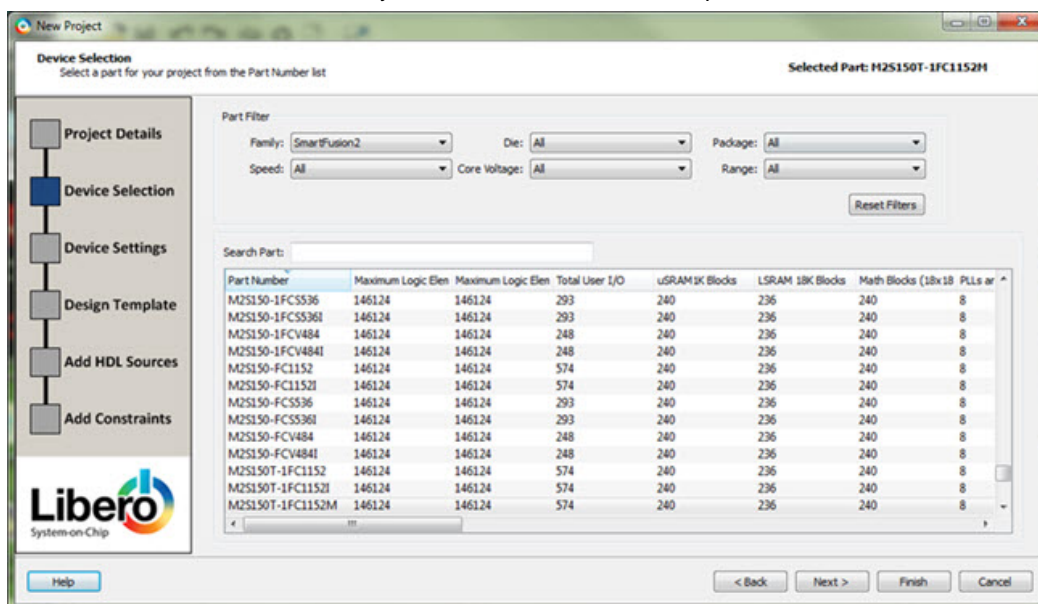 New Project
Device Selection
Select a part for your project from the Part Number list
Selected Part: M2S150T-1FC1152M
Project Details
Device Selection
Device Settings
Design Template
Add HDL Sources
Add Constraints
Libero
System-on-Chip
Part Filter
Family: SmartFusion2 Die: All Package: All
Speed: All Core Voltage: All Range: All
Reset Filters
Search Part:
Part Number Maximum Logic Elen Maximum Logic Elen Total User I/O uSRAM1K Blocks LSRAM 18K Blocks Math Blocks (18x18 PLLs ar
M2S150-1FCS536 146124 146124 293 240 236 240 8
M2S150-1FCS536I 146124 146124 293 240 236 240 8
M2S150-1FCV484 146124 146124 248 240 236 240 8
M2S150-1FCV484I 146124 146124 248 240 236 240 8
M2S150-FC1152 146124 146124 574 240 236 240 8
M2S150-FC1152I 146124 146124 574 240 236 240 8
M2S150-FCS536 146124 146124 293 240 236 240 8
M2S150-FCS536I 146124 146124 293 240 236 240 8
M2S150-FCV484 146124 146124 248 240 236 240 8
M2S150-FCV484I 146124 146124 248 240 236 240 8
M2S150T-1FC1152 146124 146124 574 240 236 240 8
M2S150T-1FC1152I 146124 146124 574 240 236 240 8
M2S150T-1FC1152M 146124 146124 574 240 236 240 8
Help < Back Next > Finish Cancel